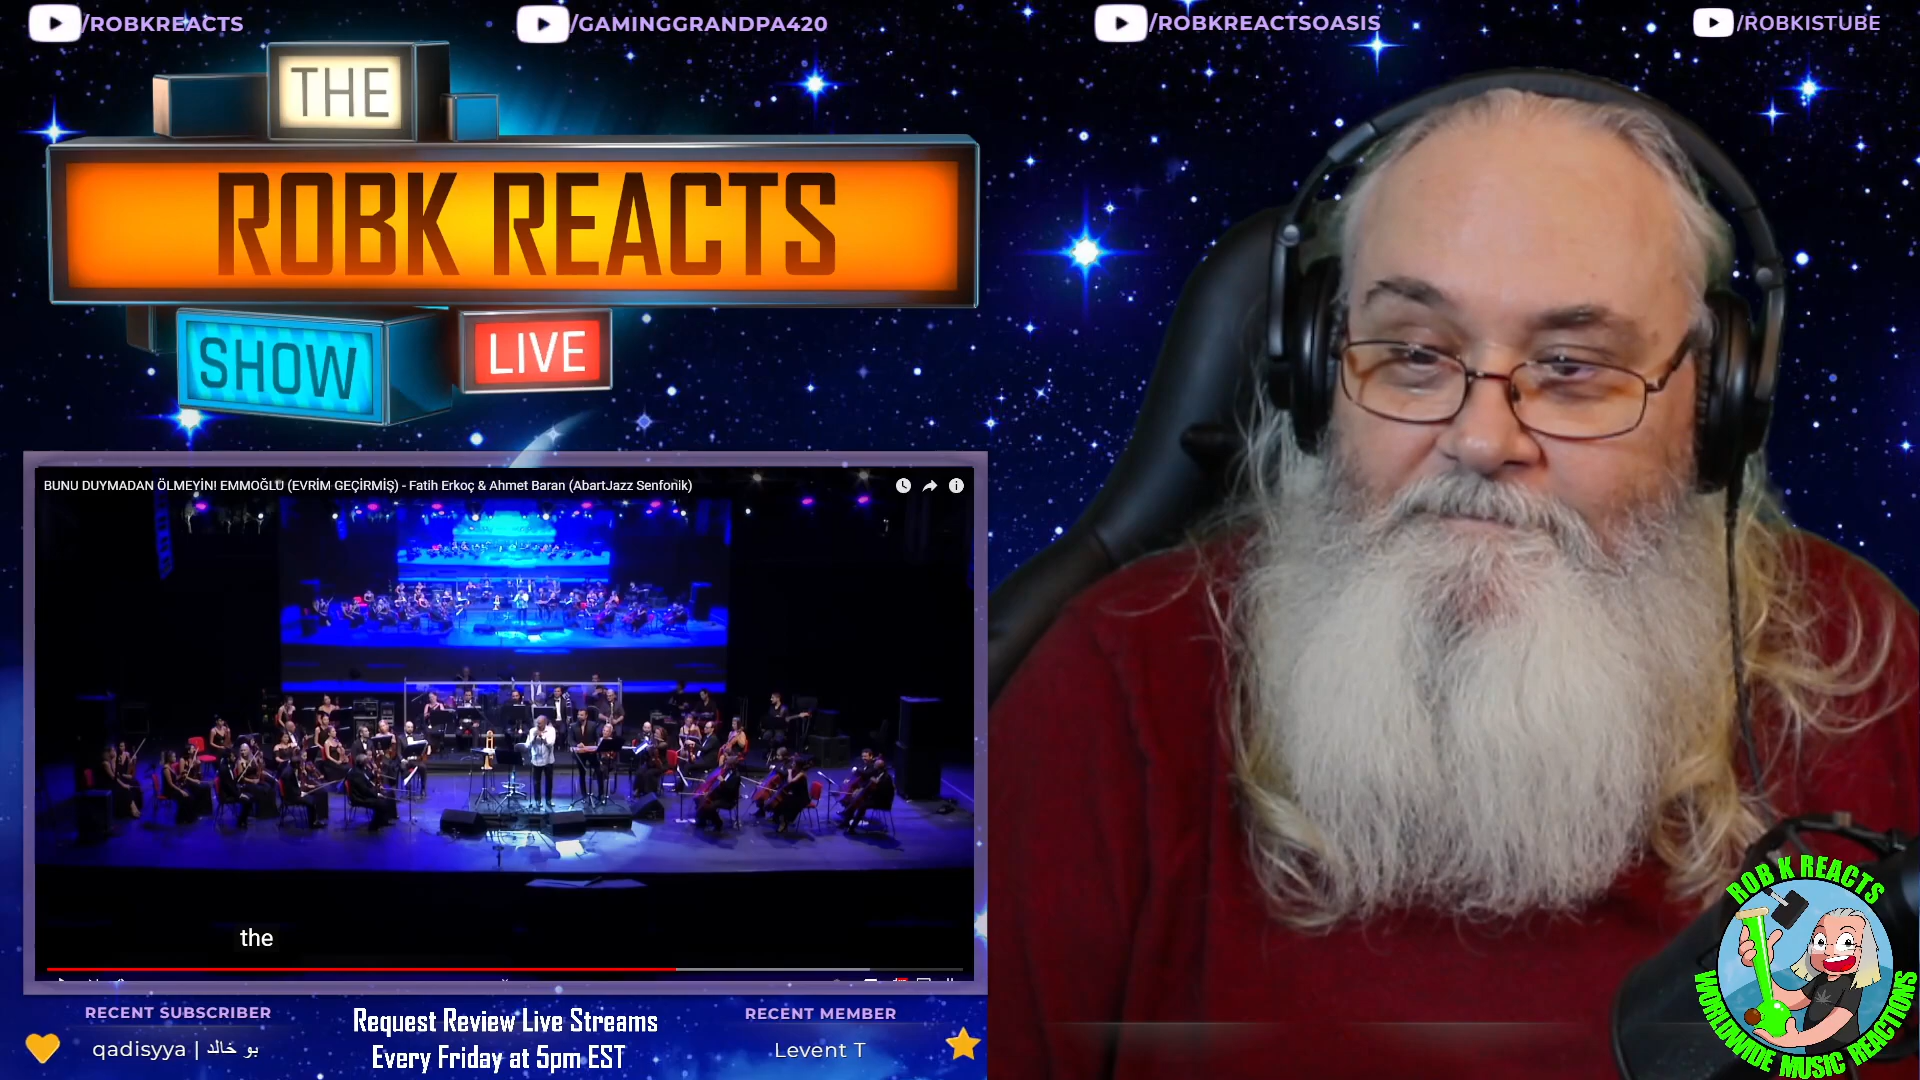 /ROBKREACTS
/GAMINGGRANDPA420
/ROBKREACTSOASIS
/ROBKISTUBE
THE
ROBK REACTS
SHOW
LIVE
BUNU DUYMADAN ÖLMEYİN! EMMOĞLU (EVRİM GEÇİRMİŞ) - Fatih Erkoç & Ahmet Baran (AbartJazz Senfonik)
the
RECENT SUBSCRIBER
qadisyya | بو خالد
Request Review Live Streams
Every Friday at 5pm EST
RECENT MEMBER
Levent T
ROB K REACTS
WORLDWIDE MUSIC REACTIONS